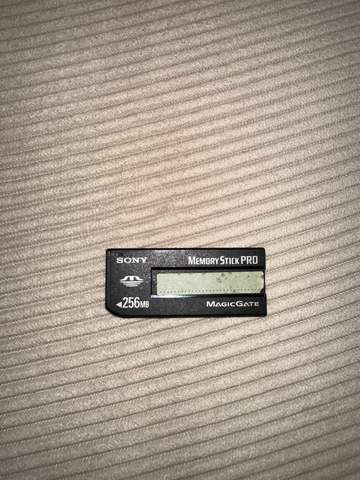 SONY
MEMORY STICK PRO
◄256MB
MAGICGATE